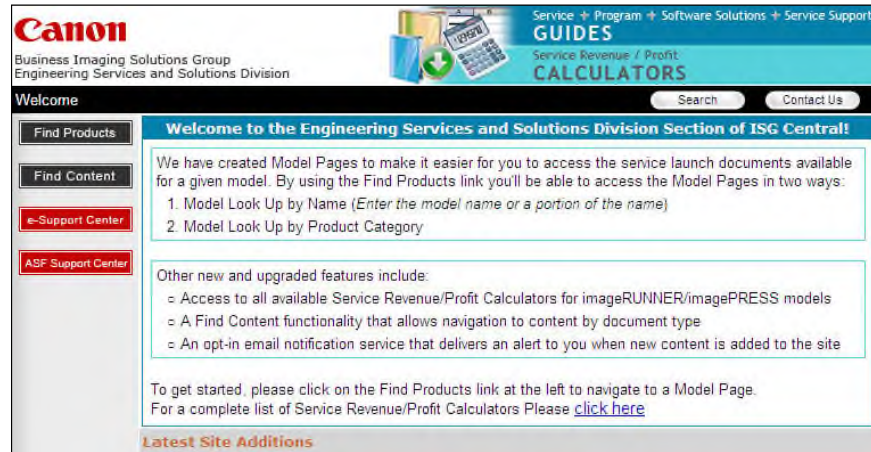 Canon
Business Imaging Solutions Group
Engineering Services and Solutions Division
Service + Program + Software Solutions + Service Support
GUIDES
Service Revenue / Profit
CALCULATORS
Welcome
Search
Contact Us
Find Products
Find Content
e-Support Center
ASF Support Center
Welcome to the Engineering Services and Solutions Division Section of ISG Central!
We have created Model Pages to make it easier for you to access the service launch documents available
for a given model. By using the Find Products link you'll be able to access the Model Pages in two ways:
1. Model Look Up by Name (Enter the model name or a portion of the name)
2. Model Look Up by Product Category
Other new and upgraded features include:
▫ Access to all available Service Revenue/Profit Calculators for imageRUNNER/imagePRESS models
▫ A Find Content functionality that allows navigation to content by document type
▫ An opt-in email notification service that delivers an alert to you when new content is added to the site
To get started, please click on the Find Products link at the left to navigate to a Model Page.
For a complete list of Service Revenue/Profit Calculators Please click here
Latest Site Additions